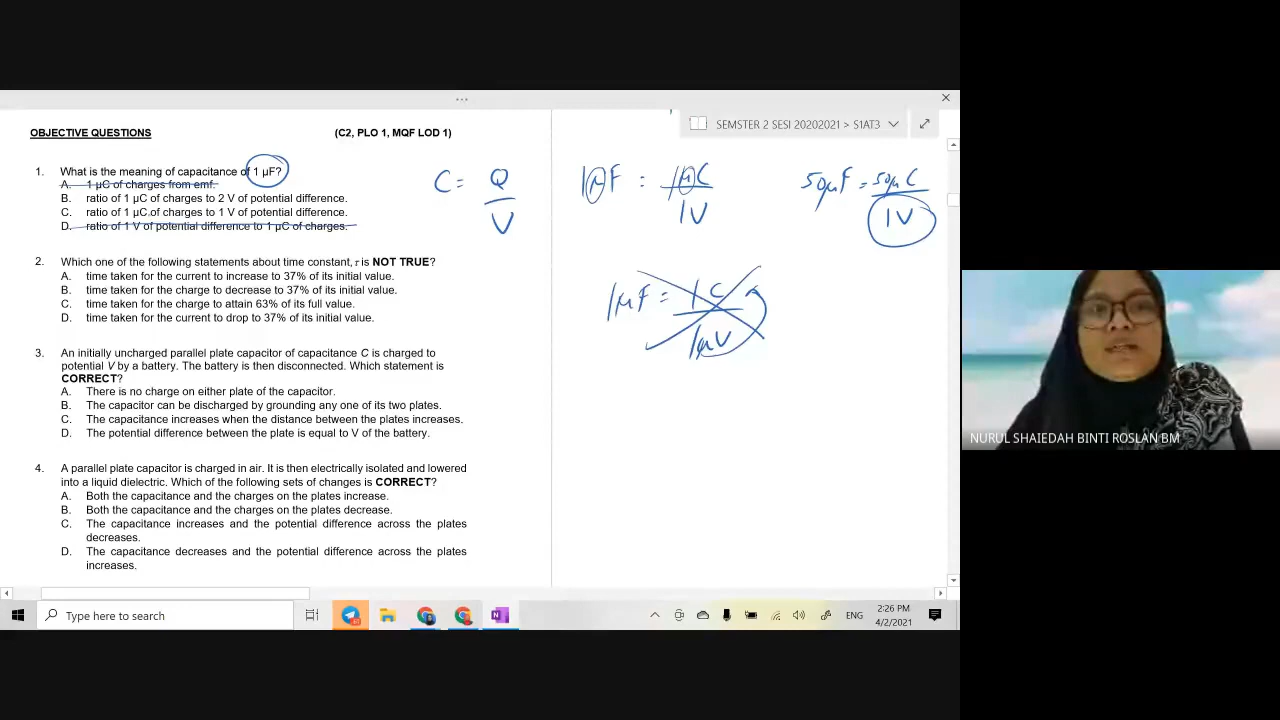 SEMSTER 2 SESI 20202021 > S1AT3
OBJECTIVE QUESTIONS (C2, PLO 1, MQF LOD 1)
1. What is the meaning of capacitance of 1 µF?
A. 1 µC of charges from emf.
B. ratio of 1 µC of charges to 2 V of potential difference.
C. ratio of 1 µC of charges to 1 V of potential difference.
D. ratio of 1 V of potential difference to 1 µC of charges.
2. Which one of the following statements about time constant, τ is NOT TRUE?
A. time taken for the current to increase to 37% of its initial value.
B. time taken for the charge to decrease to 37% of its initial value.
C. time taken for the charge to attain 63% of its full value.
D. time taken for the current to drop to 37% of its initial value.
3. An initially uncharged parallel plate capacitor of capacitance C is charged to
potential V by a battery. The battery is then disconnected. Which statement is
CORRECT?
A. There is no charge on either plate of the capacitor.
B. The capacitor can be discharged by grounding any one of its two plates.
C. The capacitance increases when the distance between the plates increases.
D. The potential difference between the plate is equal to V of the battery.
4. A parallel plate capacitor is charged in air. It is then electrically isolated and lowered
into a liquid dielectric. Which of the following sets of changes is CORRECT?
A. Both the capacitance and the charges on the plates increase.
B. Both the capacitance and the charges on the plates decrease.
C. The capacitance increases and the potential difference across the plates
decreases.
D. The capacitance decreases and the potential difference across the plates
increases.
C = Q
V
1µF = 1µC
1V
50µF = 50µC
1V
1µF = 1C
1µV
NURUL SHAIEDAH BINTI ROSLAN BM
Type here to search
ENG
2:26 PM
4/2/2021